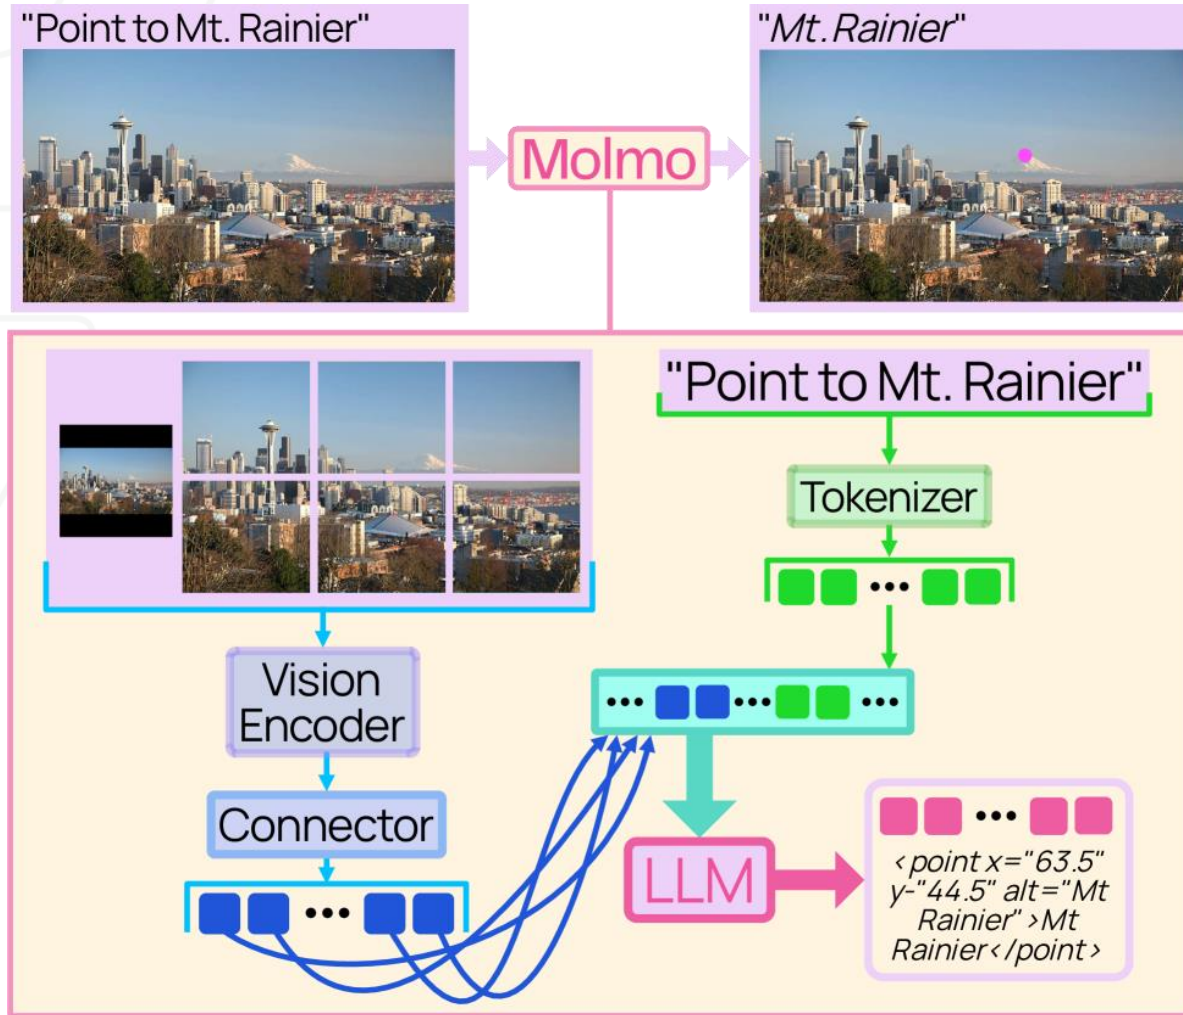 "Point to Mt. Rainier"
"Mt. Rainier"
Molmo
"Point to Mt. Rainier"
Tokenizer
•••
Vision
Encoder
••• ••• •••
Connector
•••
LLM
•••
<point x="63.5"
y-"44.5" alt="Mt
Rainier">Mt
Rainier</point>